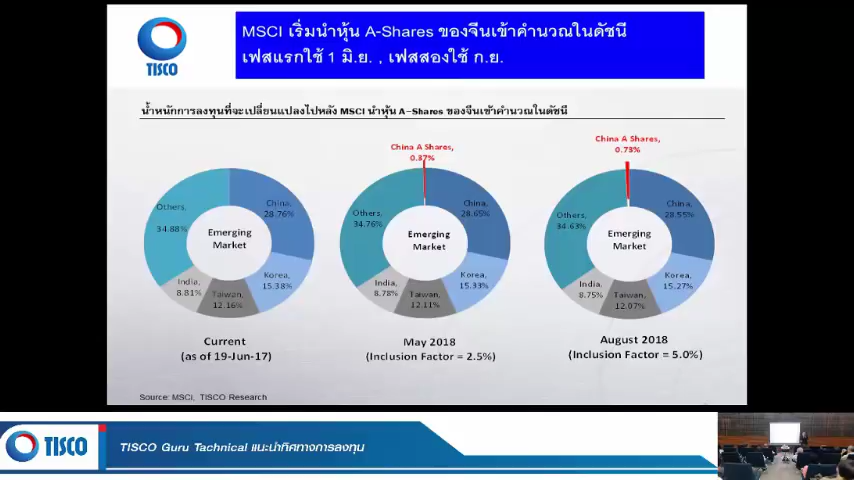 TISCO
MSCI เริ่มนำหุ้น A-Shares ของจีนเข้าคำนวณในดัชนี
เฟสแรกใช้ 1 มิ.ย. , เฟสสองใช้ ก.ย.
น้ำหนักการลงทุนที่จะเปลี่ยนแปลงไปหลัง MSCI นำหุ้น A-Shares ของจีนเข้าคำนวณในดัชนี
Others,
34.88%
China,
28.76%
Emerging
Market
Korea,
15.38%
India,
8.81%
Taiwan,
12.16%
Current
(as of 19-Jun-17)
China A Shares,
0.37%
Others,
34.76%
China,
28.65%
Emerging
Market
Korea,
15.33%
India,
8.78%
Taiwan,
12.11%
May 2018
(Inclusion Factor = 2.5%)
China A Shares,
0.73%
Others,
34.63%
China,
28.55%
Emerging
Market
Korea,
15.27%
India,
8.75%
Taiwan,
12.07%
August 2018
(Inclusion Factor = 5.0%)
Source: MSCI, TISCO Research
TISCO
TISCO Guru Tachnical แนะนำทิศทางการลงทุน